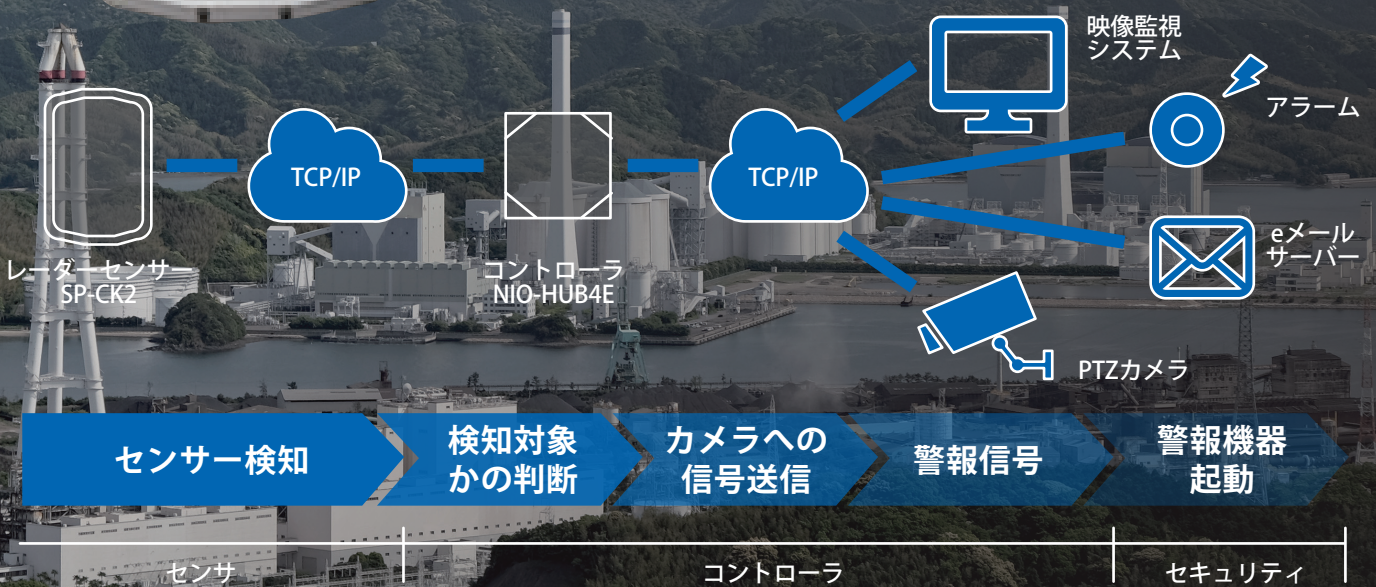 映像監視
システム
アラーム
TCP/IP
TCP/IP
レーダーセンサー
SP-CK2
コントローラ
NIO-HUB4E
eメール
サーバー
PTZカメラ
センサー検知
検知対象
かの判断
カメラへの
信号送信
警報信号
警報機器
起動
センサ
コントローラ
セキュリティ